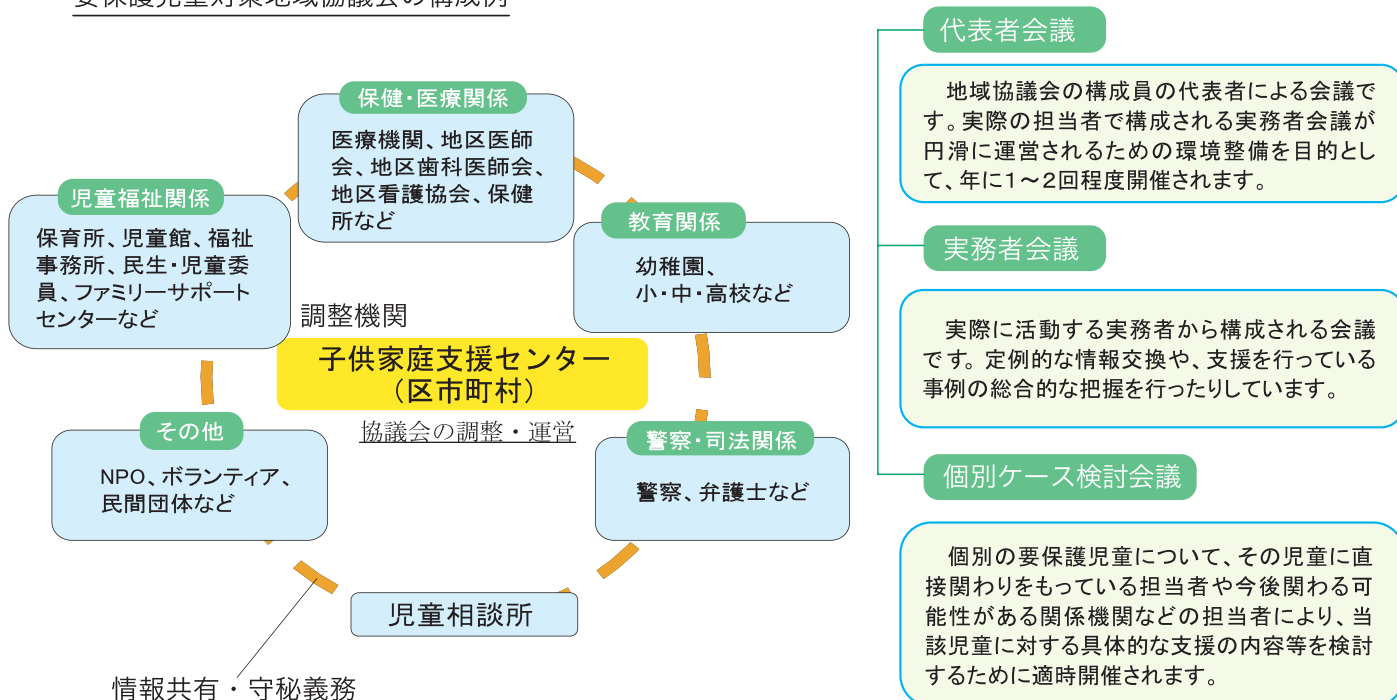 要保護児童対策地域協議会の構成例
保健・医療関係
医療機関、地区医師
会、地区歯科医師会、
地区看護協会、保健
所など
児童福祉関係
保育所、児童館、福祉
事務所、民生・児童委
員、ファミリーサポート
センターなど
教育関係
幼稚園、
小・中・高校など
調整機関
子供家庭支援センター
（区市町村）
協議会の調整・運営
その他
NPO、ボランティア、
民間団体など
警察・司法関係
警察、弁護士など
児童相談所
情報共有・守秘義務
代表者会議
地域協議会の構成員の代表者による会議で
す。実際の担当者で構成される実務者会議が
円滑に運営されるための環境整備を目的とし
て、年に1～2回程度開催されます。
実務者会議
実際に活動する実務者から構成される会議
です。定例的な情報交換や、支援を行っている
事例の総合的な把握を行ったりしています。
個別ケース検討会議
個別の要保護児童について、その児童に直
接関わりをもっている担当者や今後関わる可
能性がある関係機関などの担当者により、当
該児童に対する具体的な支援の内容等を検討
するために適時開催されます。